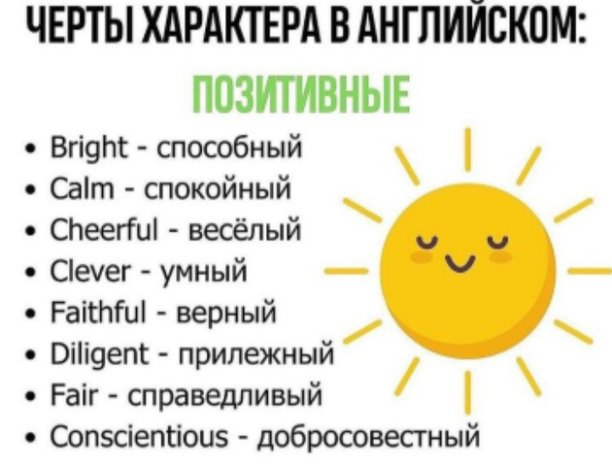 ЧЕРТЫ ХАРАКТЕРА В АНГЛИЙСКОМ:
ПОЗИТИВНЫЕ
• Bright - способный
• Calm - спокойный
• Cheerful - весёлый
• Clever - умный
• Faithful - верный
• Diligent - прилежный
• Fair - справедливый
• Conscientious - добросовестный